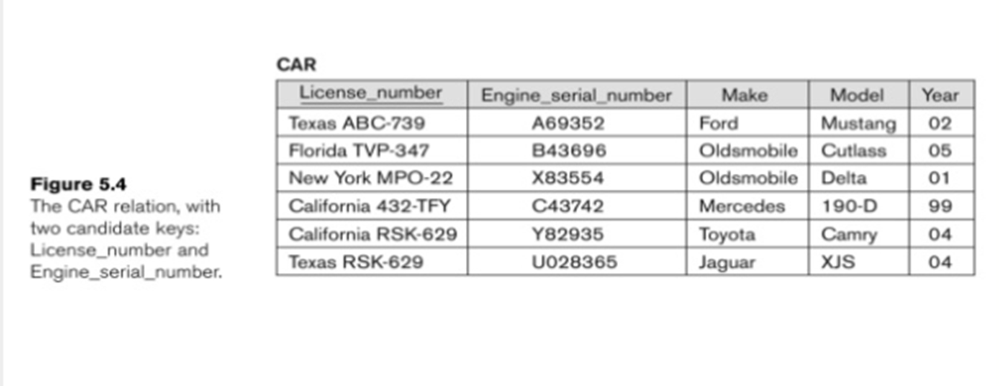 CAR
License_number Engine_serial_number Make Model Year
Texas ABC-739 A69352 Ford Mustang 02
Florida TVP-347 B43696 Oldsmobile Cutlass 05
New York MPO-22 X83554 Oldsmobile Delta 01
California 432-TFY C43742 Mercedes 190-D 99
California RSK-629 Y82935 Toyota Camry 04
Texas RSK-629 U028365 Jaguar XJS 04
Figure 5.4
The CAR relation, with
two candidate keys:
License_number and
Engine_serial_number.